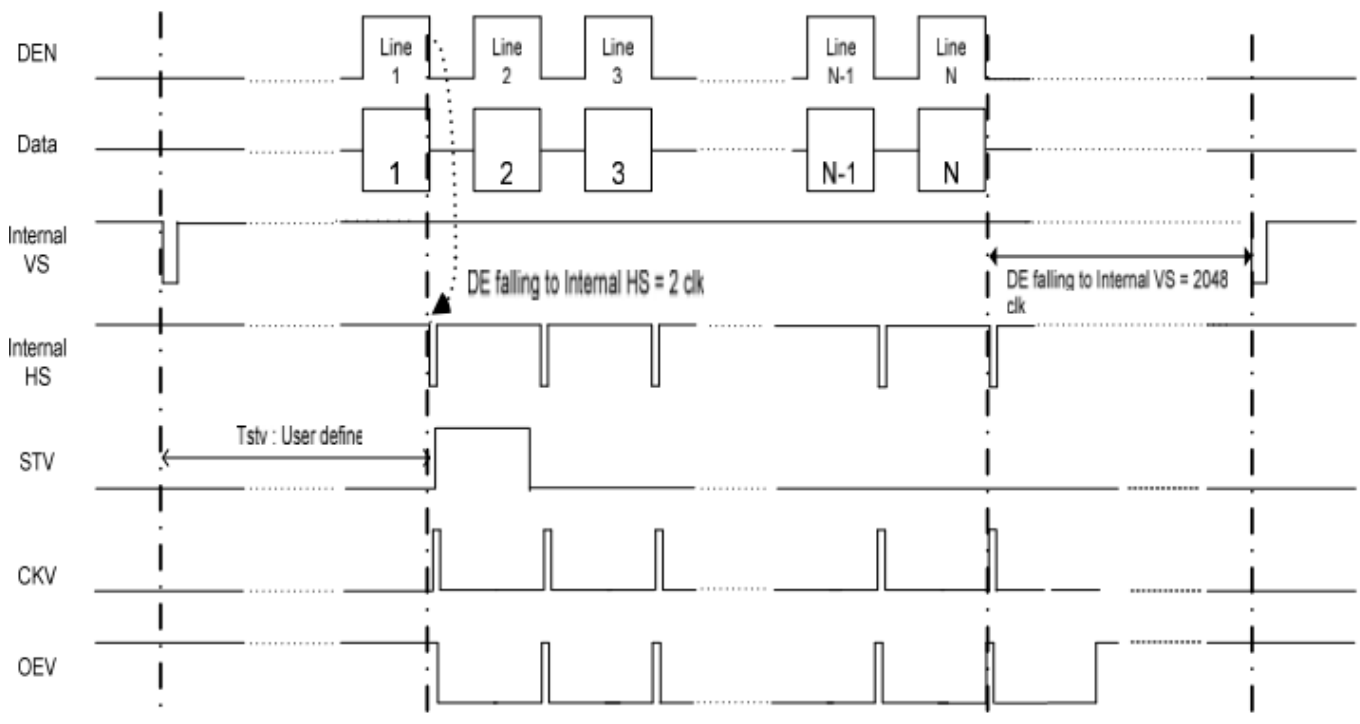 DEN
Line
1
Line
2
Line
3
Line
N-1
Line
N
Data
1
2
3
N-1
N
Internal
VS
DE falling to Internal HS = 2 clk
DE falling to Internal VS = 2048
clk
Internal
HS
Tstv : User define
STV
CKV
OEV